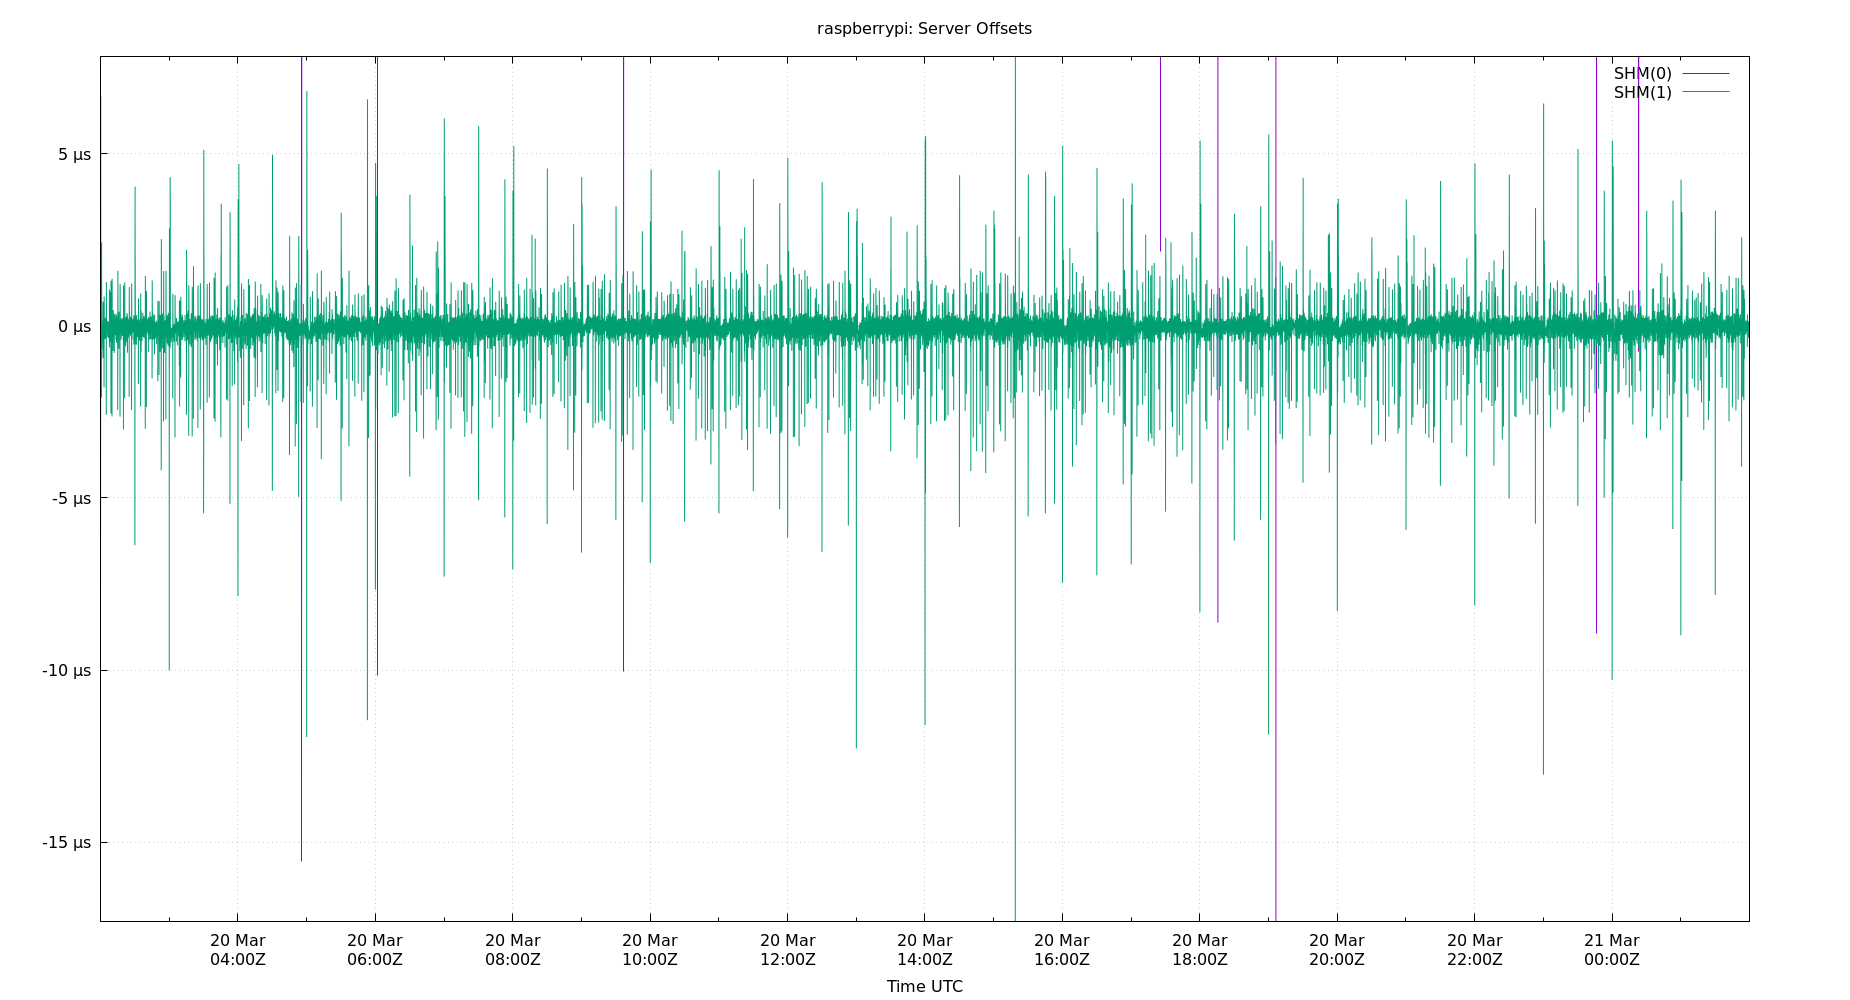 raspberrypi: Server Offsets
SHM(0)
SHM(1)
5 µs
0 µs
-5 µs
-10 µs
-15 µs
20 Mar 20 Mar 20 Mar 20 Mar 20 Mar 20 Mar 20 Mar 20 Mar 20 Mar 20 Mar 21 Mar
04:00Z 06:00Z 08:00Z 10:00Z 12:00Z 14:00Z 16:00Z 18:00Z 20:00Z 22:00Z 00:00Z
Time UTC